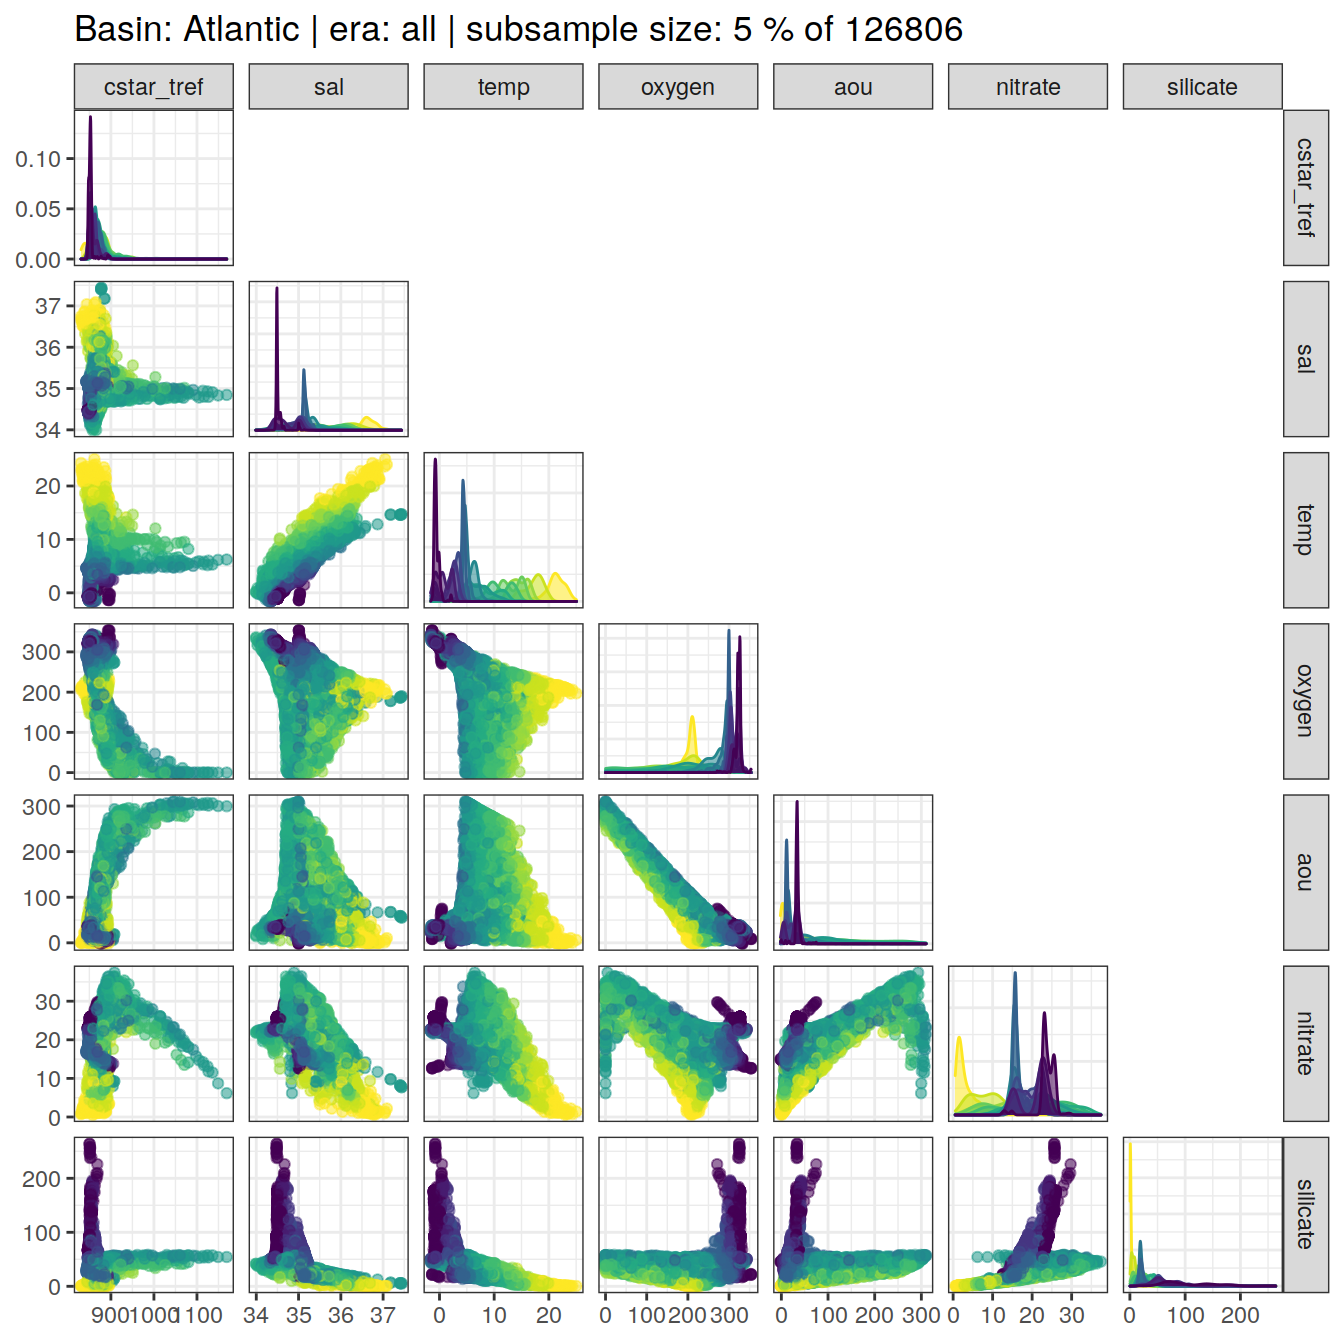 Basin: Atlantic | era: all | subsample size: 5 % of 126806
cstar_tref sal temp oxygen aou nitrate silicate
0.10
0.05
0.00
cstar_tref
37
36
35
34
sal
20
10
0
temp
300
200
100
0
oxygen
300
200
100
0
aou
30
20
10
0
nitrate
200
100
0
silicate
900 1000 1100 34 35 36 37 0 10 20 0 100 200 300 0 100 200 300 0 10 20 30 0 100 200